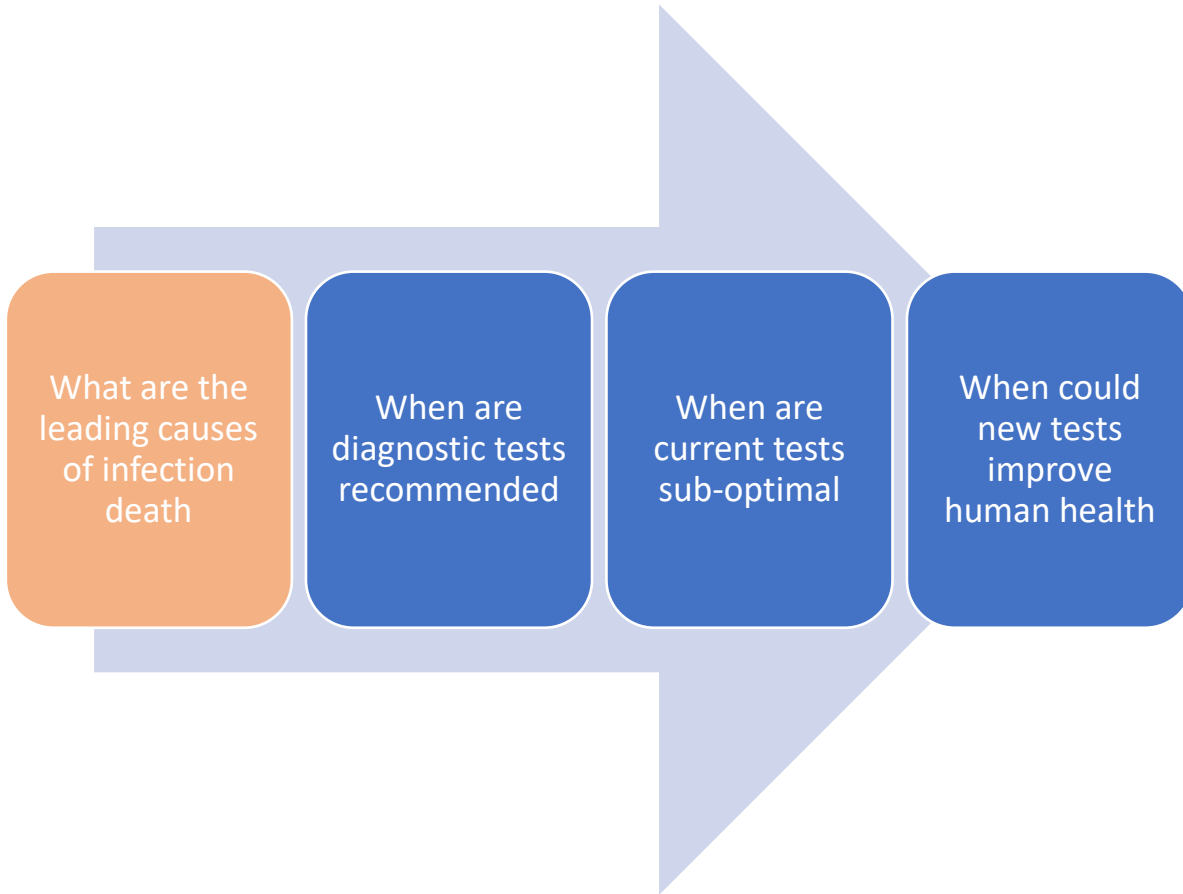 What are the
leading causes
of infection
death
When are
diagnostic tests
recommended
When are
current tests
sub-optimal
When could
new tests
improve
human health